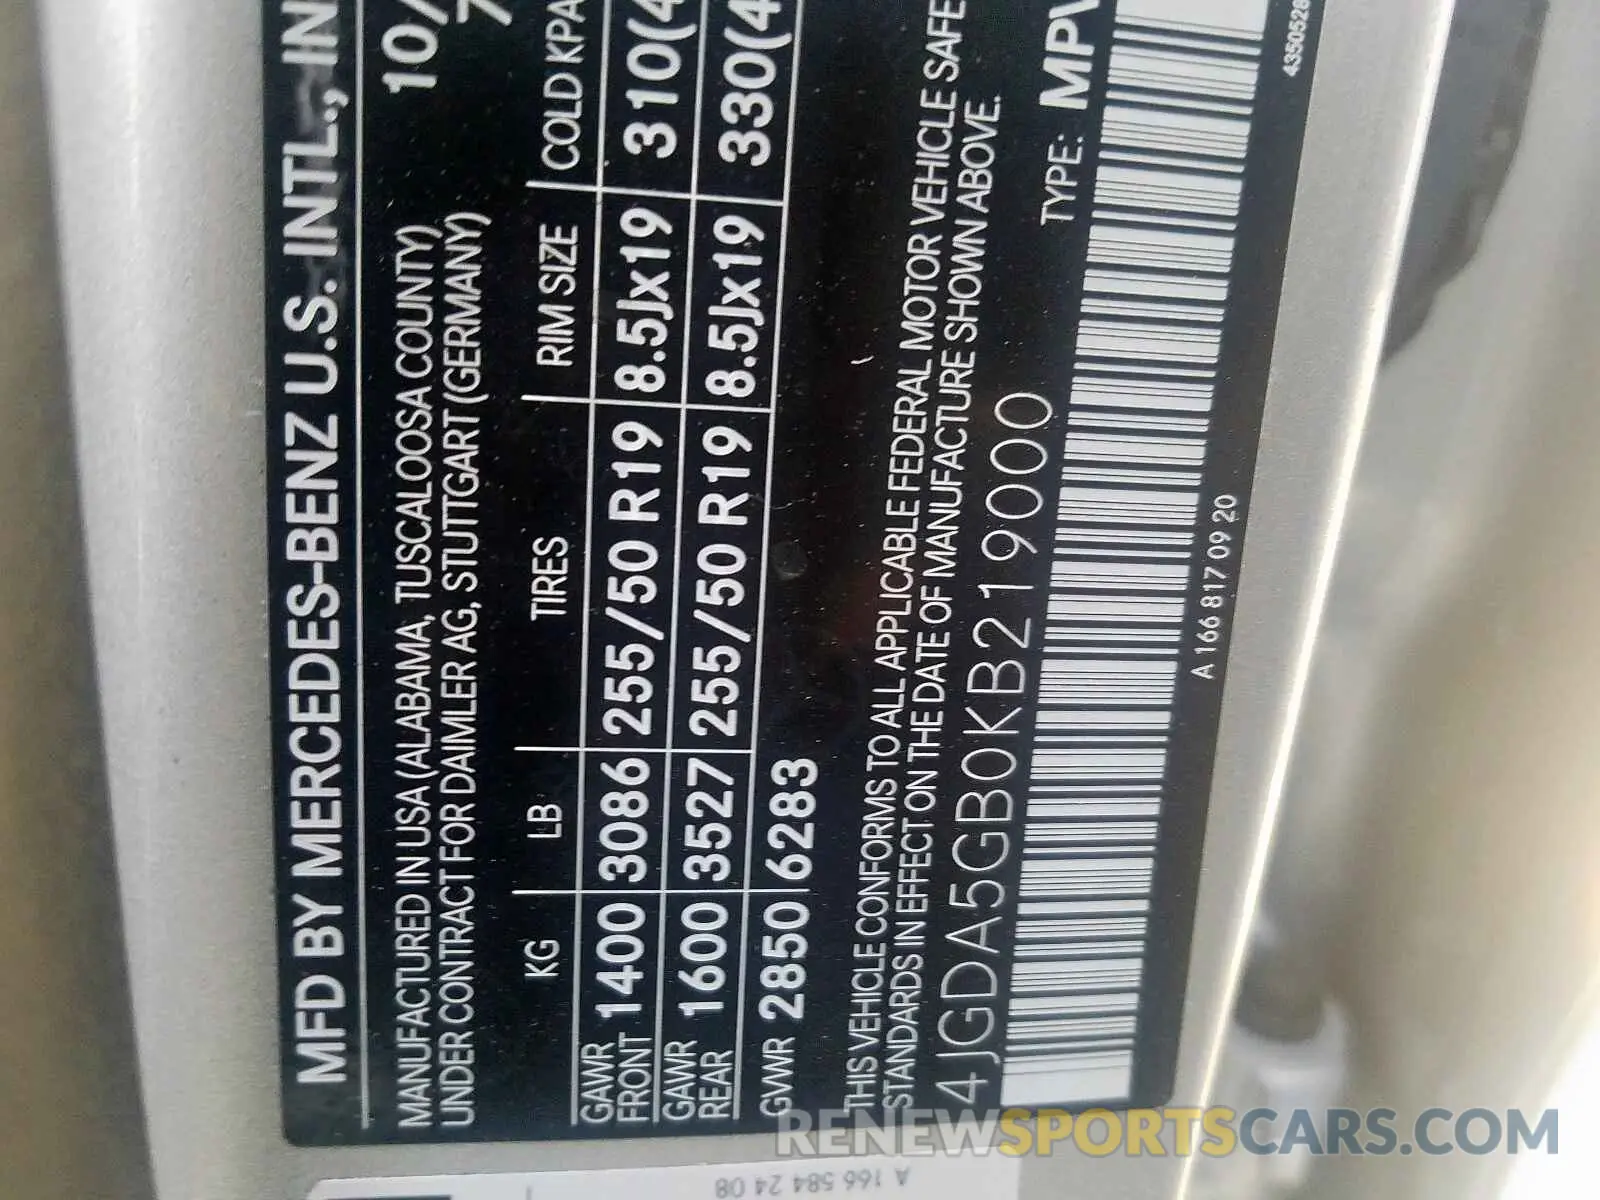 MFD BY MERCEDES-BENZ U.S. INTL., IN
10/
MANUFACTURED IN USA (ALABAMA, TUSCALOOSA COUNTY)
UNDER CONTRACT FOR DAIMLER AG, STUTTGART (GERMANY)
KG LB TIRES RIM SIZE COLD KPA
GAWR FRONT 1400 3086 255/50 R19 8.5Jx19 310(4
GAWR REAR 1600 3527 255/50 R19 8.5Jx19 330(4
GVWR 2850 6283
THIS VEHICLE CONFORMS TO ALL APPLICABLE FEDERAL MOTOR VEHICLE SAFE
STANDARDS IN EFFECT ON THE DATE OF MANUFACTURE SHOWN ABOVE.
4JGDA5GB0KB219000 TYPE: MPV
A 166 817 09 20
4350528
A 166 584 24 08
RENEWSPORTSCARS.COM